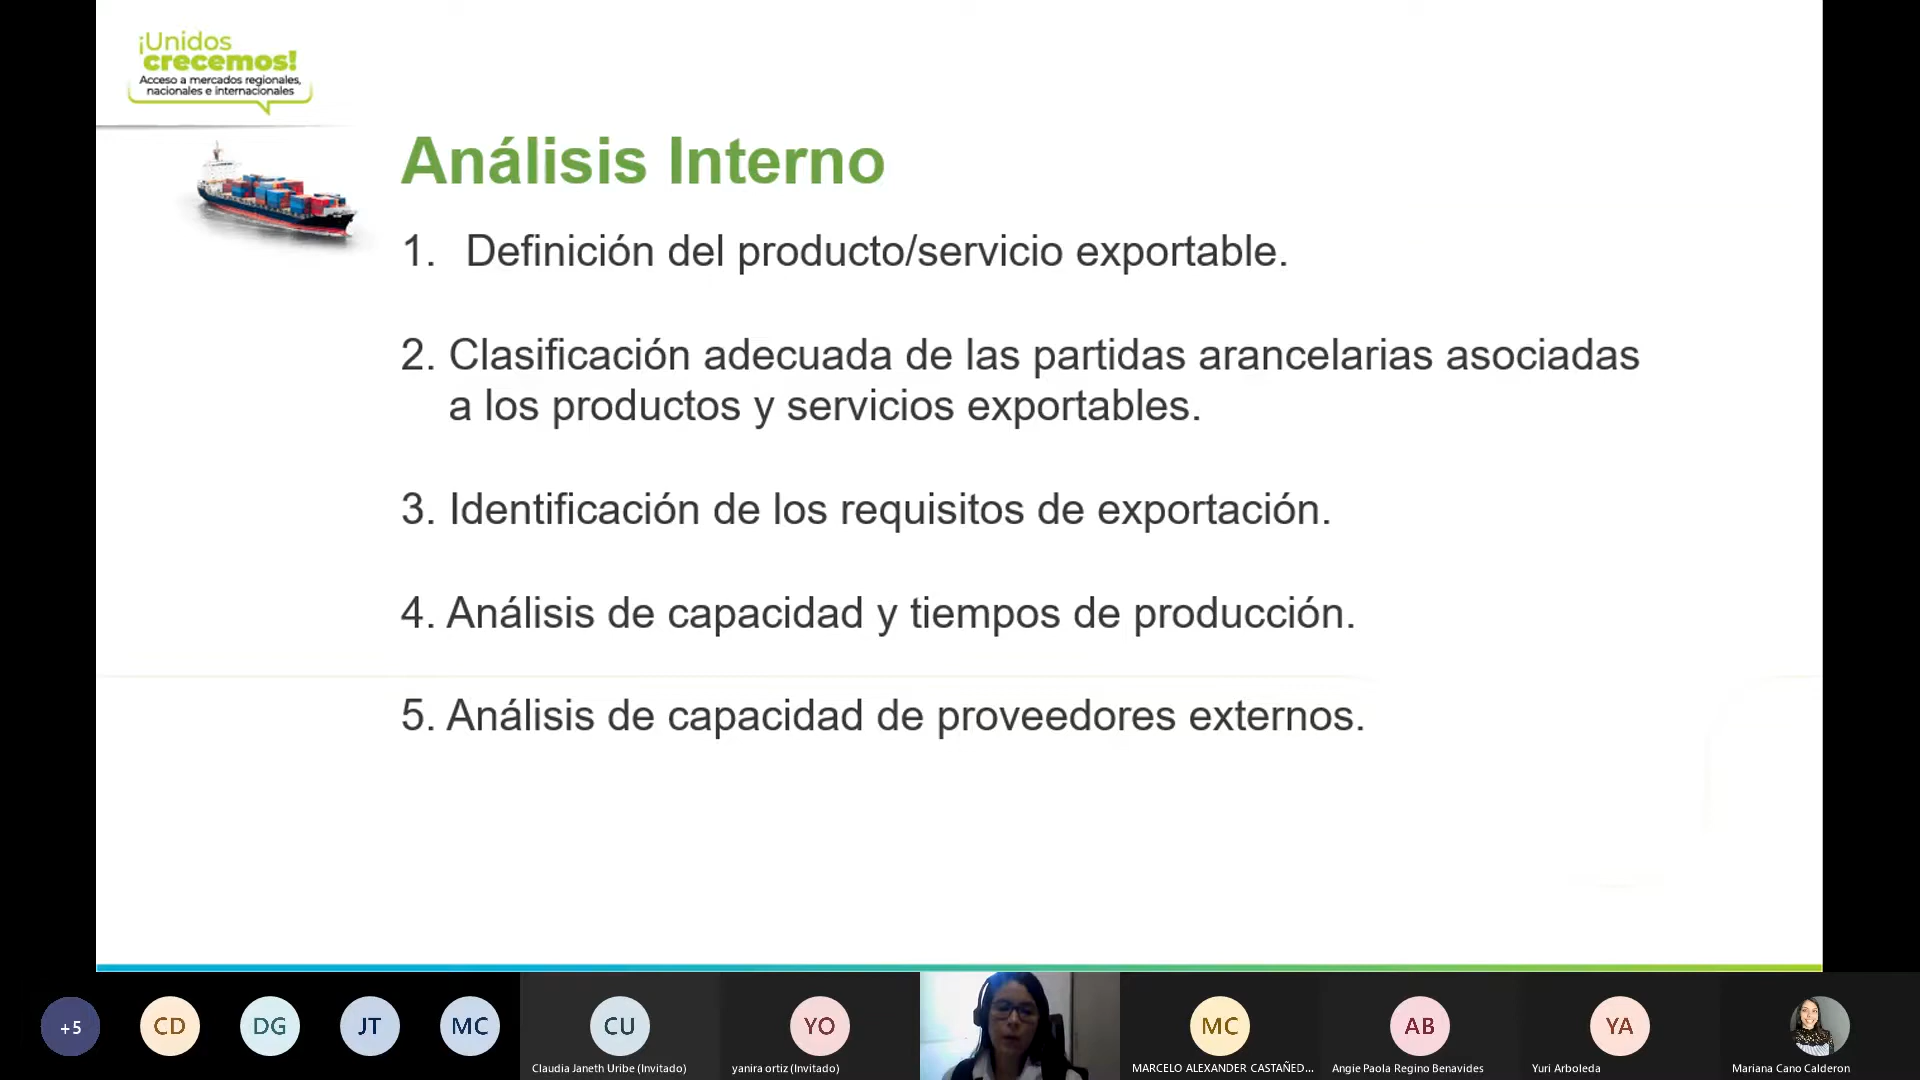 ¡Unidos
crecemos!
Acceso a mercados regionales,
nacionales e internacionales
Análisis Interno
1. Definición del producto/servicio exportable.
2. Clasificación adecuada de las partidas arancelarias asociadas
a los productos y servicios exportables.
3. Identificación de los requisitos de exportación.
4. Análisis de capacidad y tiempos de producción.
5. Análisis de capacidad de proveedores externos.
+5
CD
DG
JT
MC
CU
YO
MC
AB
YA
Claudia Janeth Uribe (Invitado)
yanira ortiz (Invitado)
MARCELO ALEXANDER CASTAÑED...
Angie Paola Regino Benavides
Yuri Arboleda
Mariana Cano Calderon